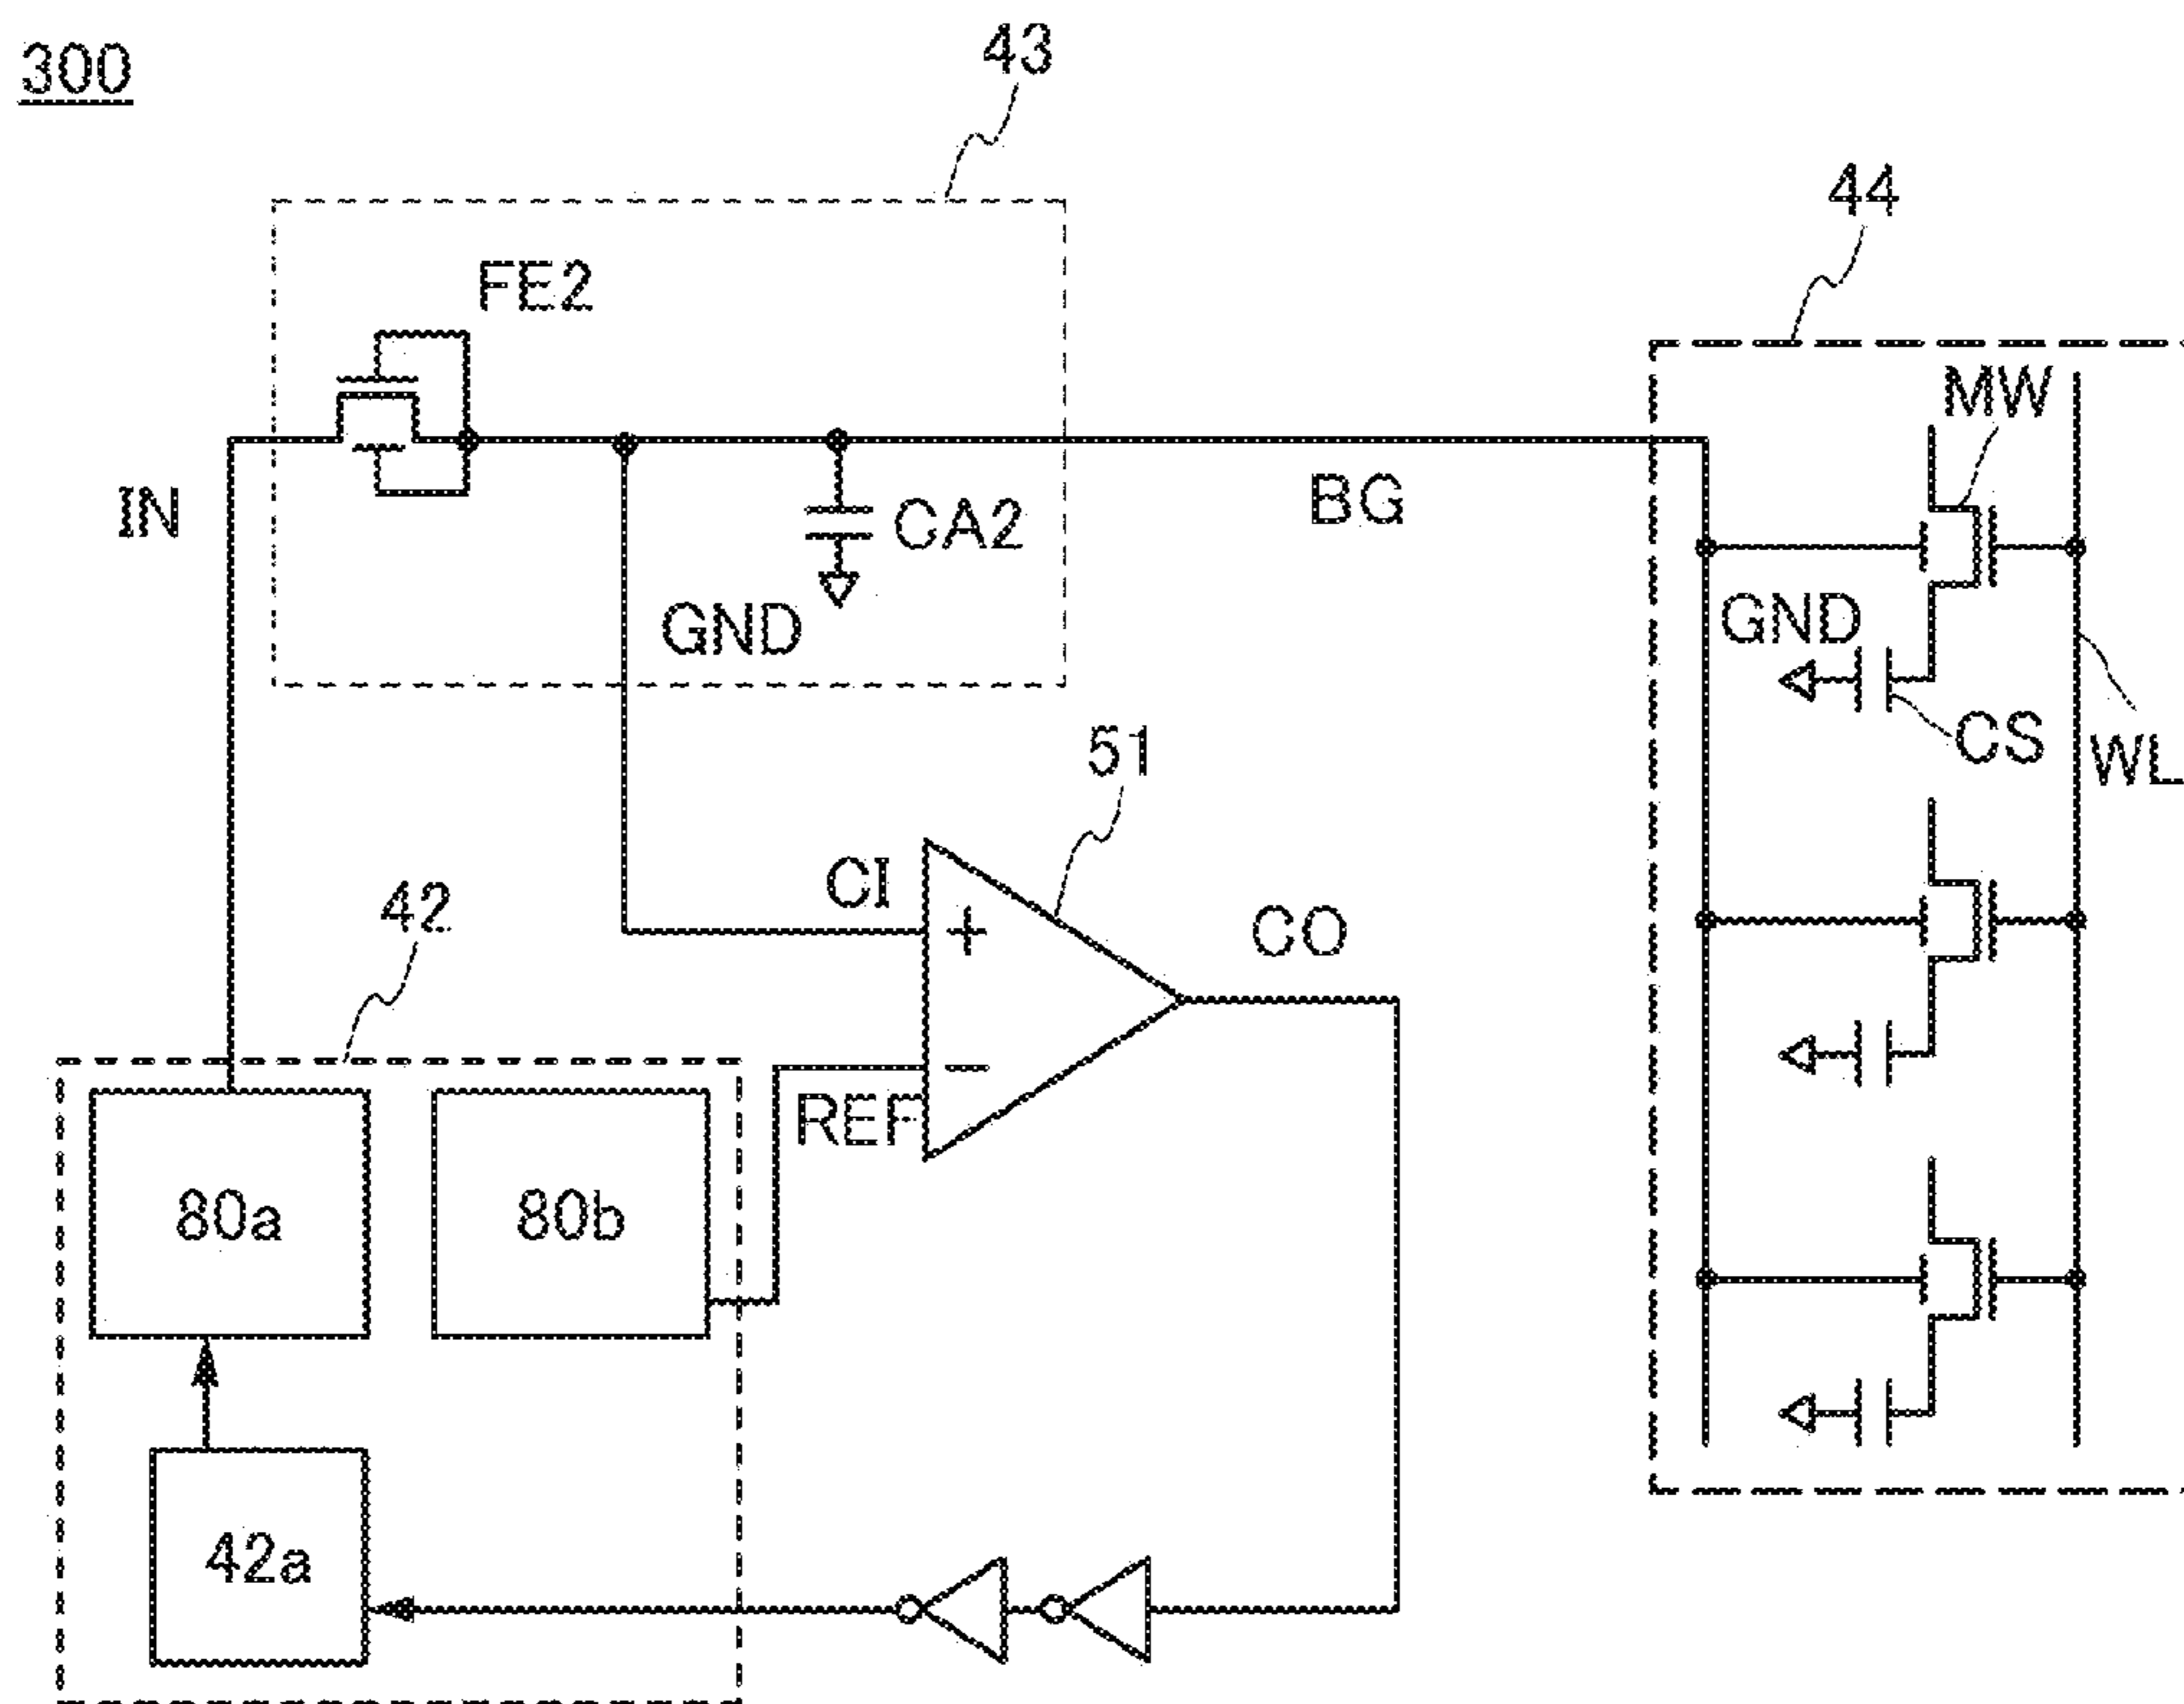 300
43
44
FE2
MW
IN
CA2
BG
GND
GND
CS
WL
51
CI
42
+
CO
−
REF
80a
80b
42a